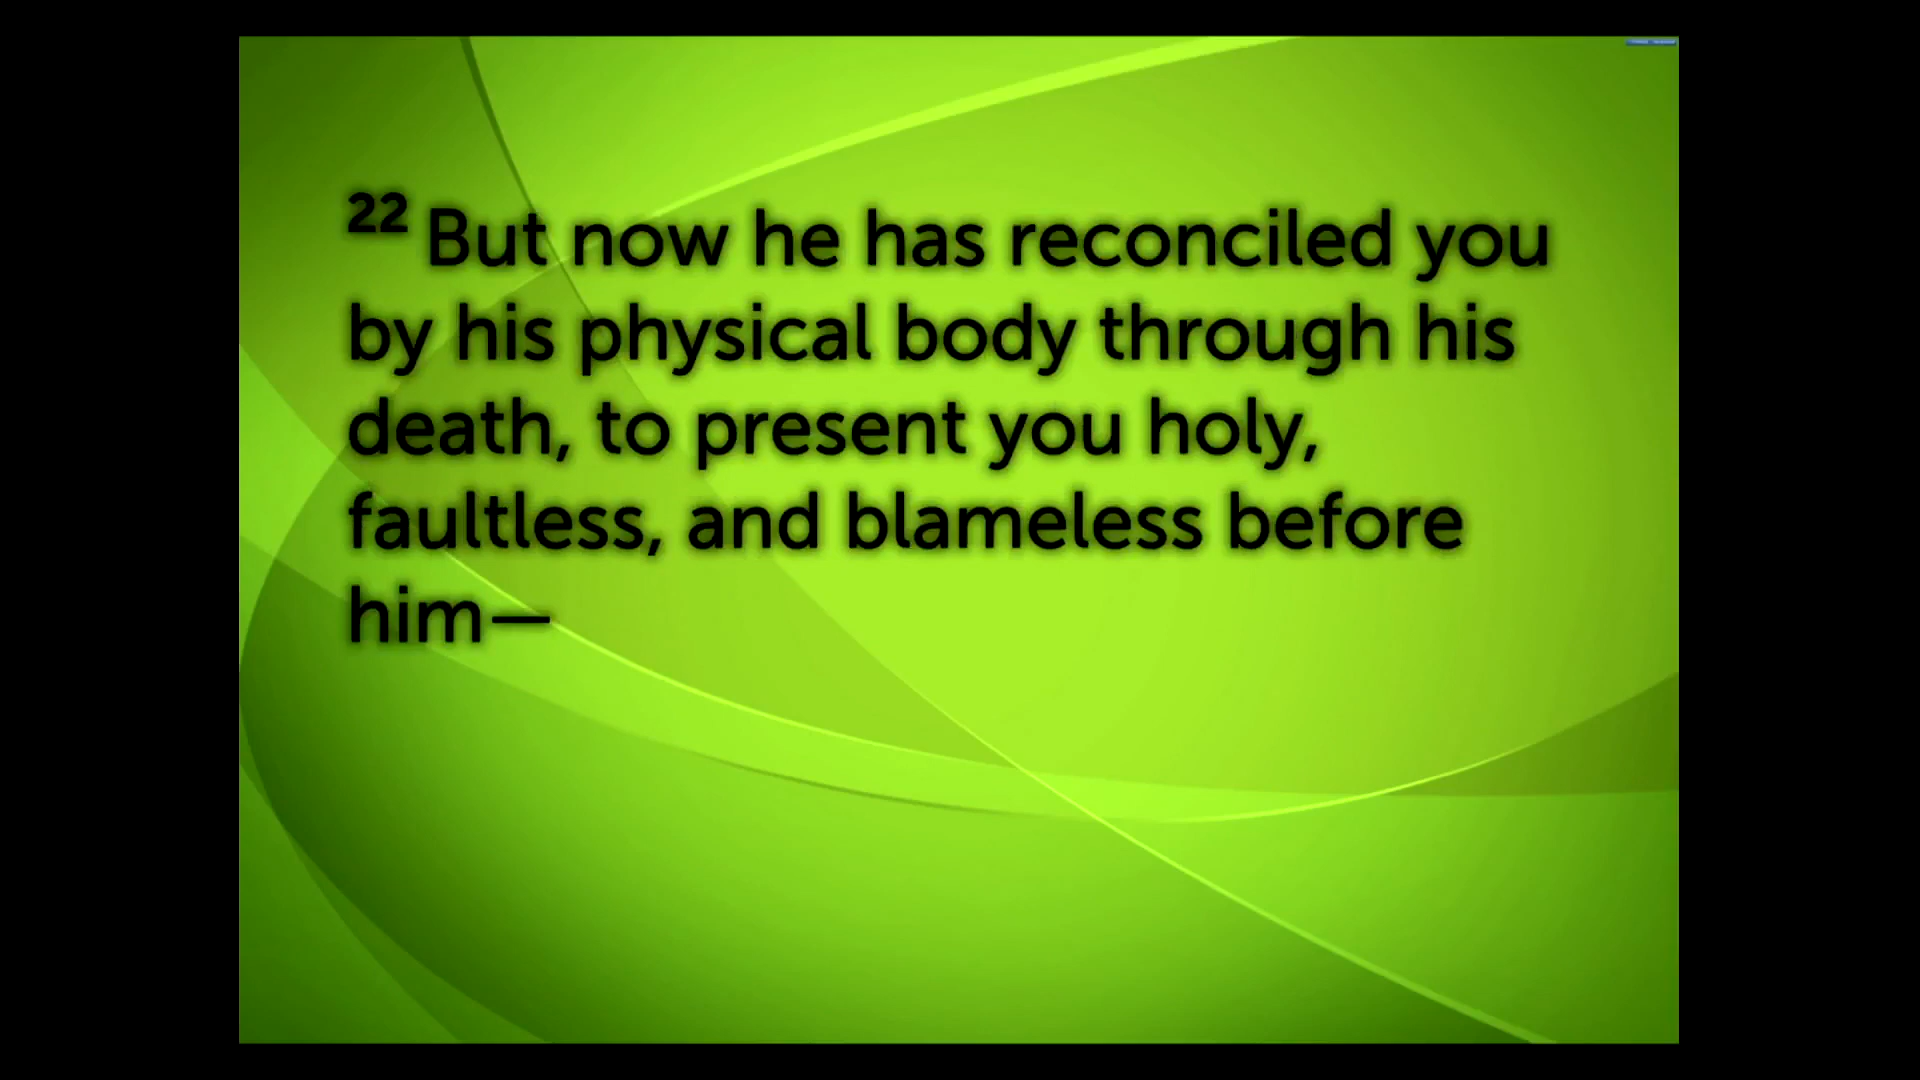 22 But now he has reconciled you
by his physical body through his
death, to present you holy,
faultless, and blameless before
him—